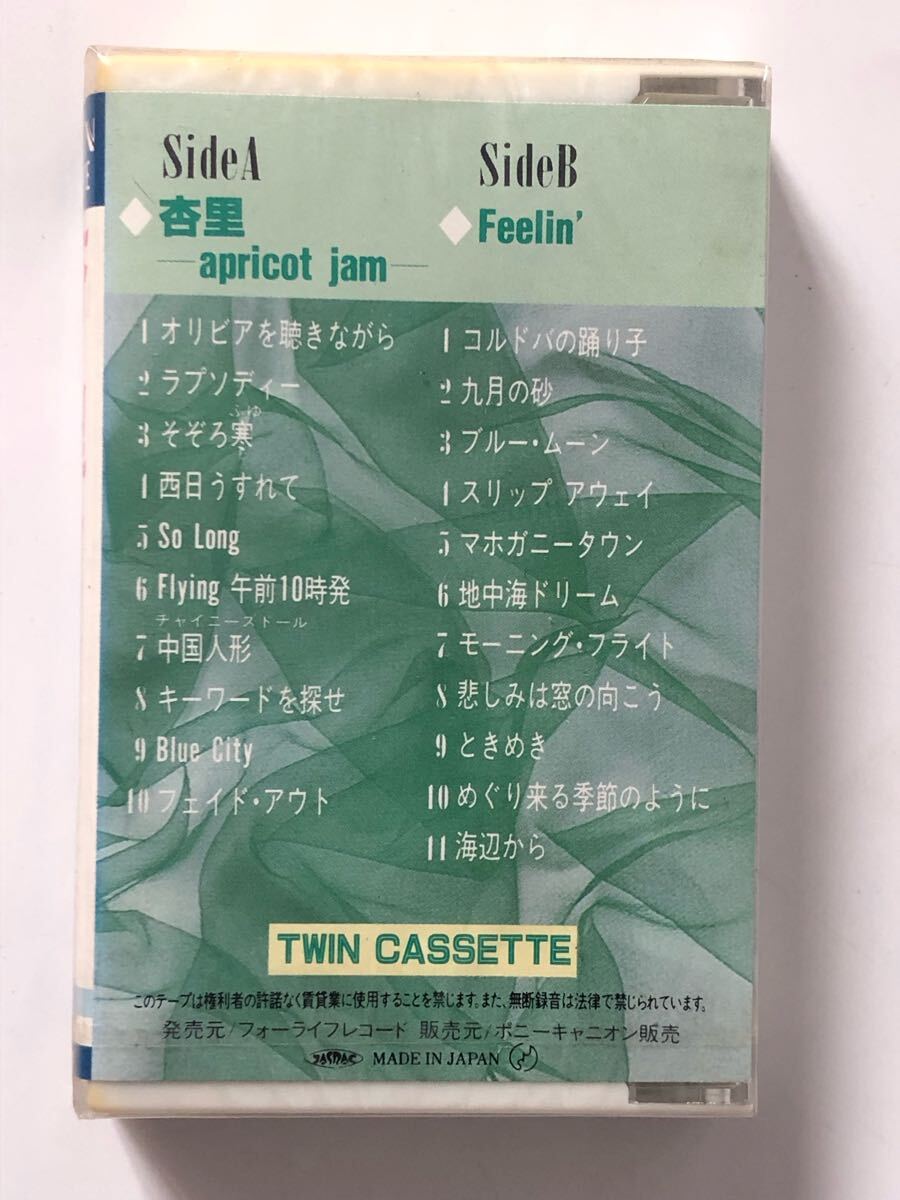 SideA
杏里
apricot jam
1 オリビアを聴きながら
2 ラプソディー
ふゆ
3 そぞろ寒
4 西日うすれて
5 So Long
6 Flying 午前10時発
チャイニーストール
7 中国人形
8 キーワードを探せ
9 Blue City
10 フェイド・アウト
SideB
Feelin'
1 コルドバの踊り子
2 九月の砂
3 ブルー・ムーン
4 スリップ アウェイ
5 マホガニータウン
6 地中海ドリーム
7 モーニング・フライト
8 悲しみは窓の向こう
9 ときめき
10 めぐり来る季節のように
11 海辺から
TWIN CASSETTE
このテープは権利者の許諾なく賃貸業に使用することを禁じます。また、無断録音は法律で禁じられています。
発売元/フォーライフレコード 販売元/ポニーキャニオン販売
JASRAC MADE IN JAPAN